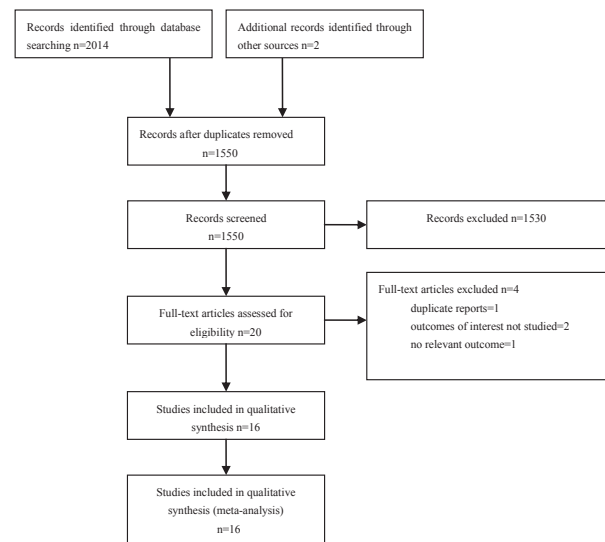 Records identified through database
searching n=2014
Additional records identified through
other sources n=2
Records after duplicates removed
n=1550
Records screened
n=1550
Records excluded n=1530
Full-text articles assessed for
eligibility n=20
Full-text articles excluded n=4
duplicate reports=1
outcomes of interest not studied=2
no relevant outcome=1
Studies included in qualitative
synthesis n=16
Studies included in qualitative
synthesis (meta-analysis)
n=16